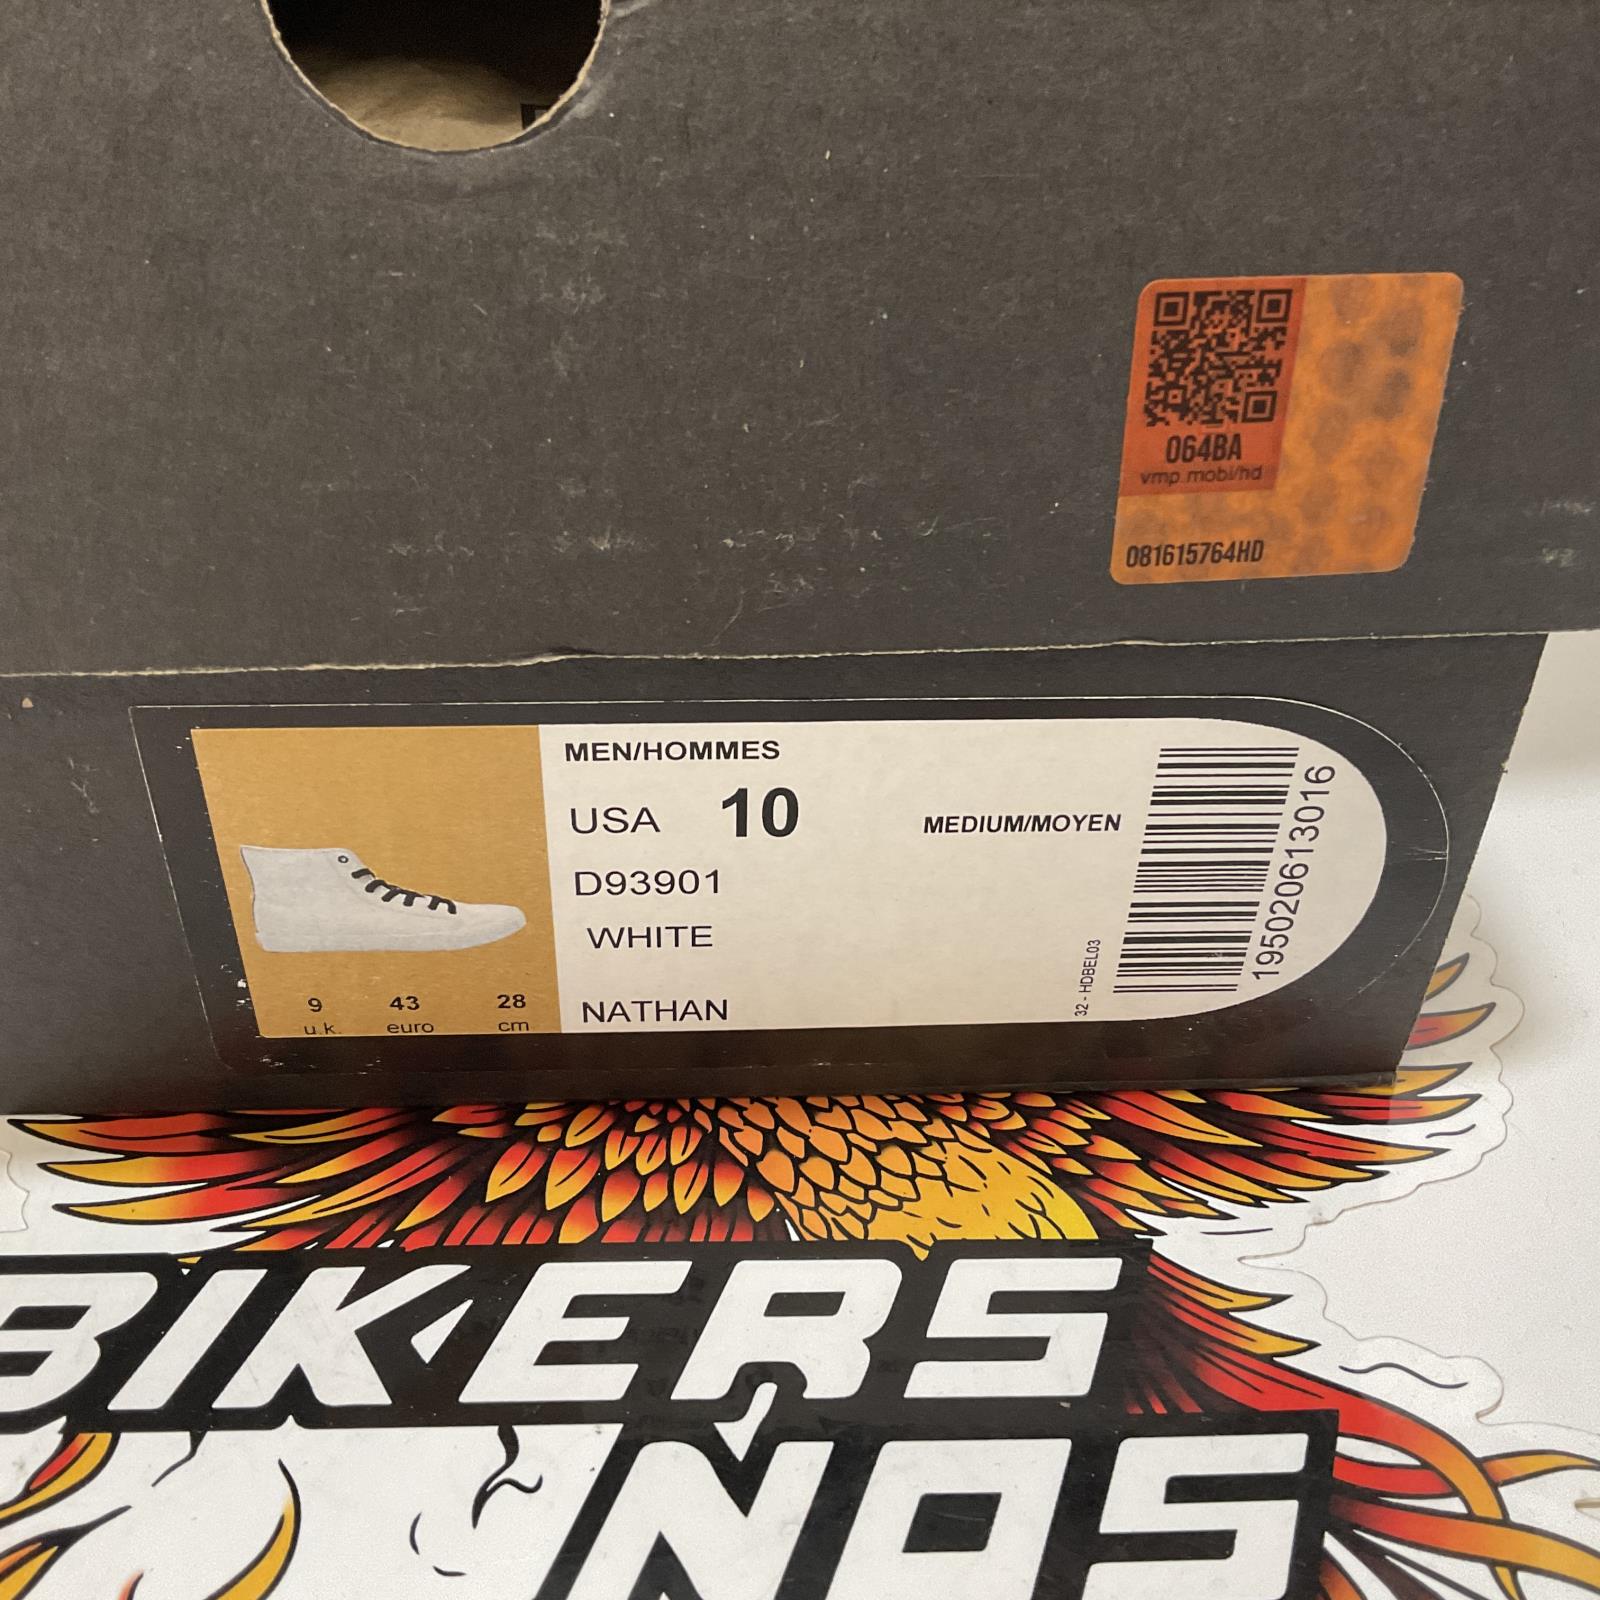 064BA
vmp.mobi/hd
081615764HD
MEN/HOMMES
USA 10
MEDIUM/MOYEN
D93901
WHITE
NATHAN
9 43 28
u.k. euro cm
32 - HDBEL03
195020613016
BIKERS
NOS